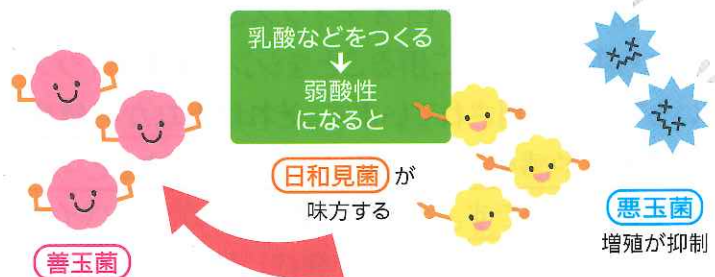 乳酸などをつくる
↓
弱酸性
になると
日和見菌が
味方する
善玉菌
悪玉菌
増殖が抑制